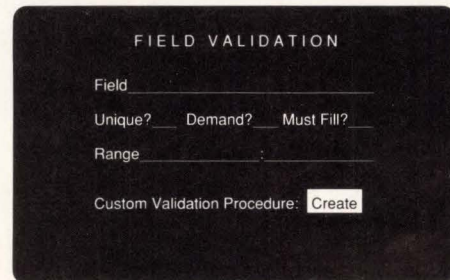 FIELD VALIDATION
Field
Unique? Demand? Must Fill?
Range :
Custom Validation Procedure: Create